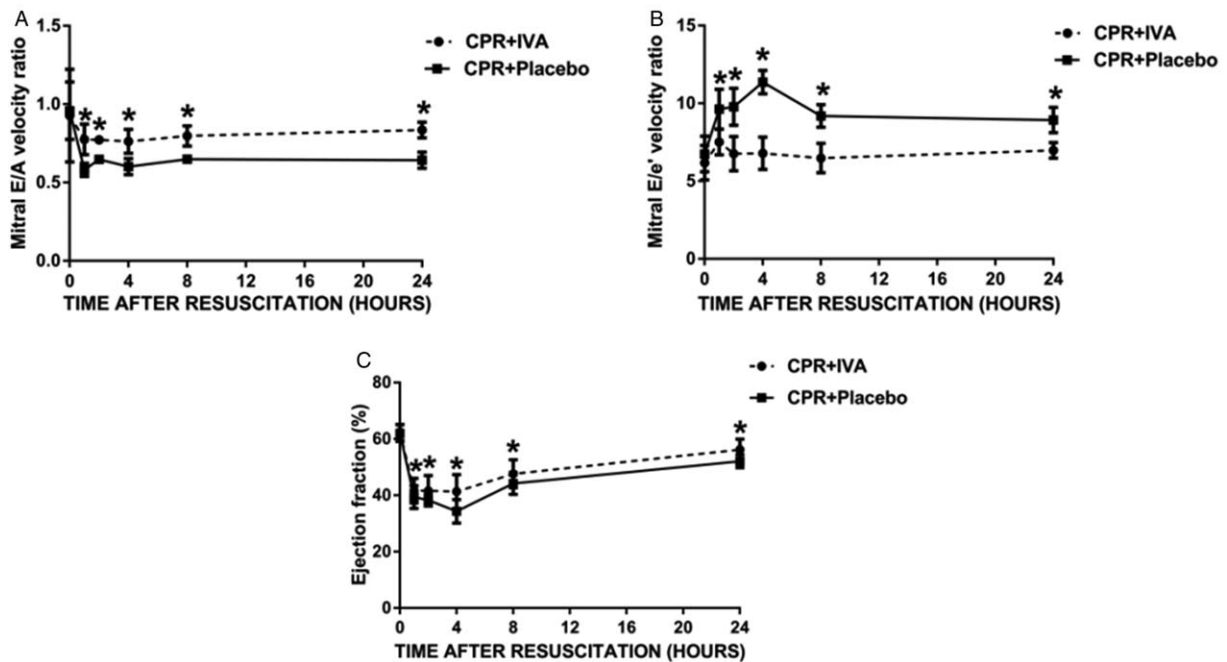 A
Mitral E/A velocity ratio
1.5
1.0
0.5
0.0
* * * * *
CPR+IVA
CPR+Placebo
0 4 8 12 16 20 24
TIME AFTER RESUSCITATION (HOURS)
B
Mitral E/e' velocity ratio
15
10
5
0
* * * * *
CPR+IVA
CPR+Placebo
0 4 8 12 16 20 24
TIME AFTER RESUSCITATION (HOURS)
C
Ejection fraction (%)
80
60
40
20
0
* * * * *
CPR+IVA
CPR+Placebo
0 4 8 12 16 20 24
TIME AFTER RESUSCITATION (HOURS)